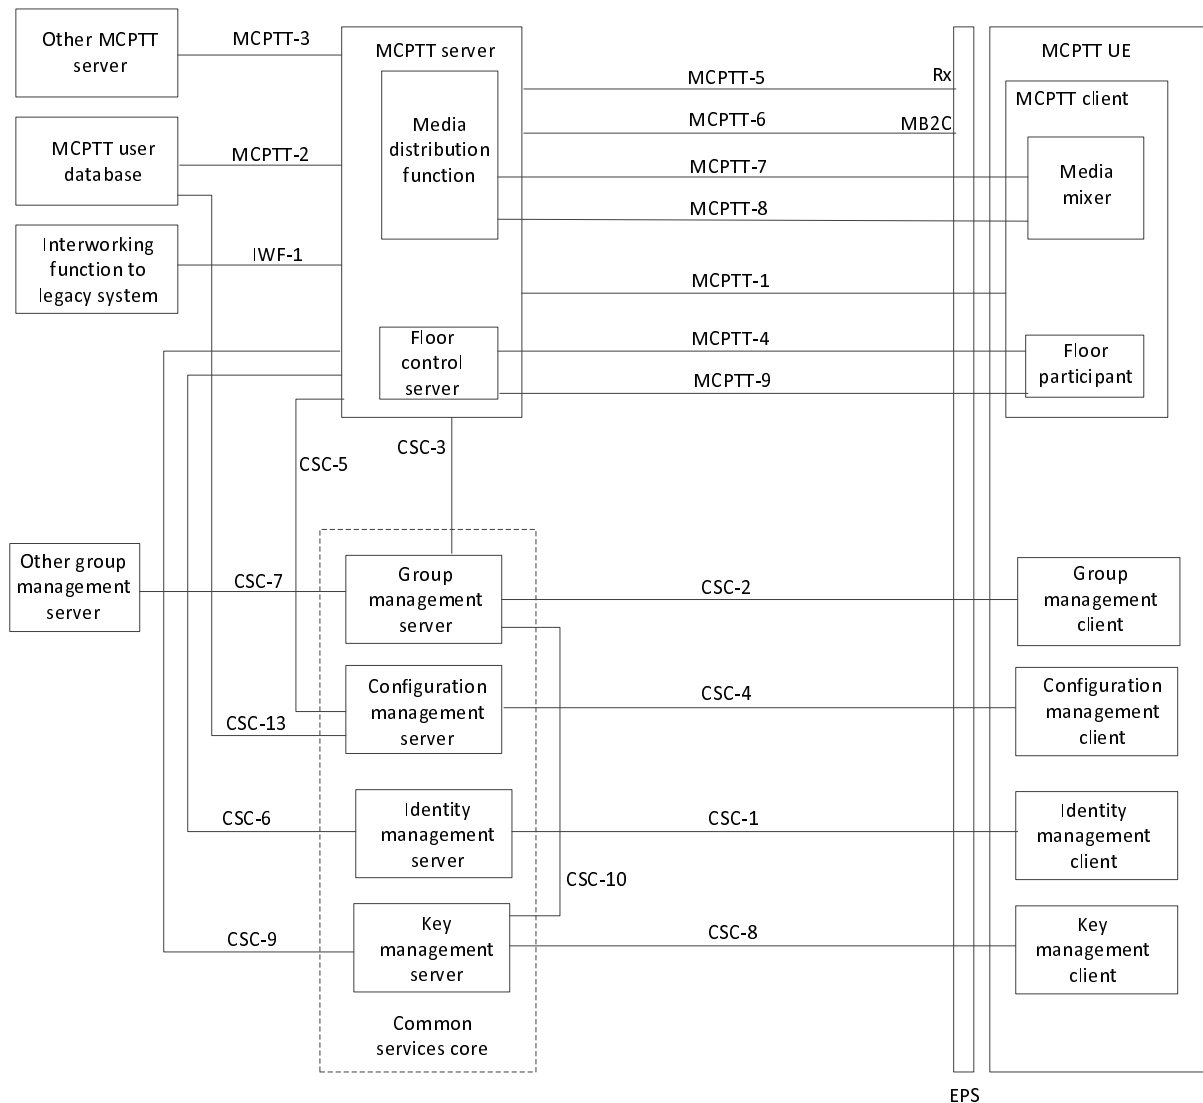 Other MCPTT
server
MCPTT-3
MCPTT server
MCPTT UE
MCPTT-5
Rx
MCPTT client
Media
distribution
function
MCPTT-6
MB2C
MCPTT user
database
MCPTT-2
MCPTT-7
Media
mixer
MCPTT-8
Interworking
function to
legacy system
IWF-1
MCPTT-1
Floor
control
server
MCPTT-4
Floor
participant
MCPTT-9
CSC-3
CSC-5
Other group
management
server
CSC-7
Group
management
server
CSC-2
Group
management
client
Configuration
management
server
CSC-4
Configuration
management
client
CSC-13
Identity
management
server
CSC-6
CSC-1
Identity
management
client
CSC-10
Key
management
server
CSC-9
CSC-8
Key
management
client
Common
services core
EPS